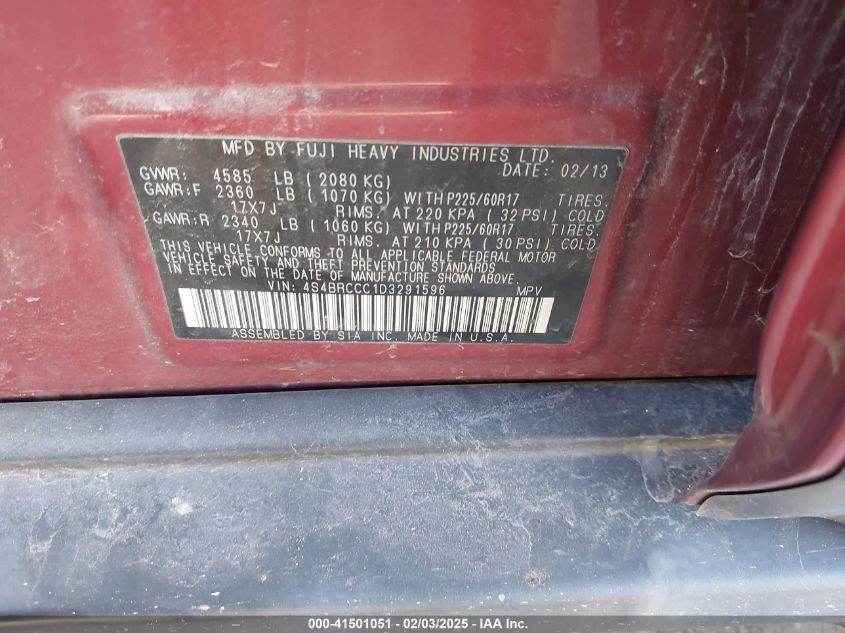 MFD BY FUJI HEAVY INDUSTRIES LTD.
GVWR: 4585 LB (2080 KG) DATE: 02/13
GAWR:F 2360 LB (1070 KG) WITH P225/60R17 TIRES.
17X7J RIMS. AT 220 KPA (32 PSI) COLD
GAWR:R 2340 LB (1060 KG) WITH P225/60R17 TIRES.
17X7J RIMS. AT 210 KPA (30 PSI) COLD
THIS VEHICLE CONFORMS TO ALL APPLICABLE FEDERAL MOTOR
VEHICLE SAFETY AND THEFT PREVENTION STANDARDS
IN EFFECT ON THE DATE OF MANUFACTURE SHOWN ABOVE.
VIN: 4S4BRCCC1D3291596 MPV
ASSEMBLED BY SIA INC. MADE IN U.S.A.
000-41501051 - 02/03/2025 - Copyright IAA, Inc.